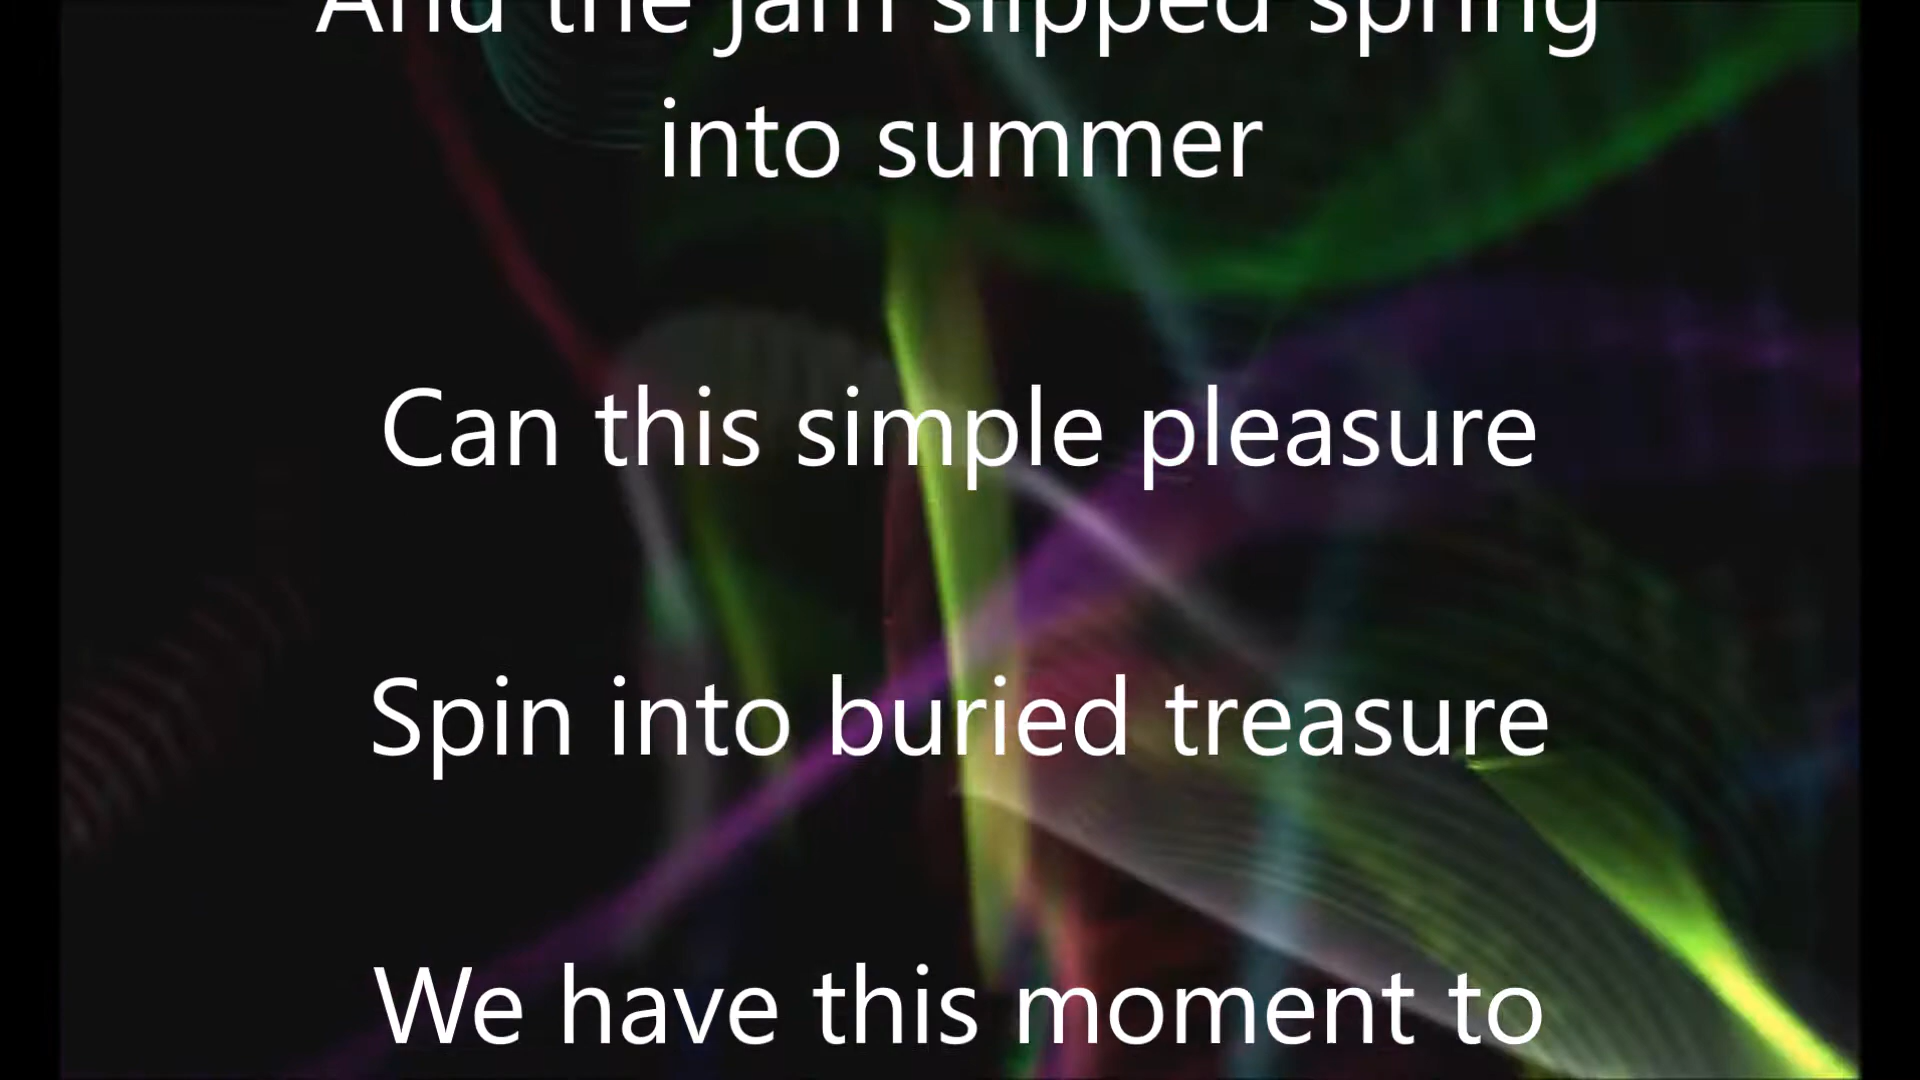 And the jam slipped spring
into summer
Can this simple pleasure
Spin into buried treasure
We have this moment to